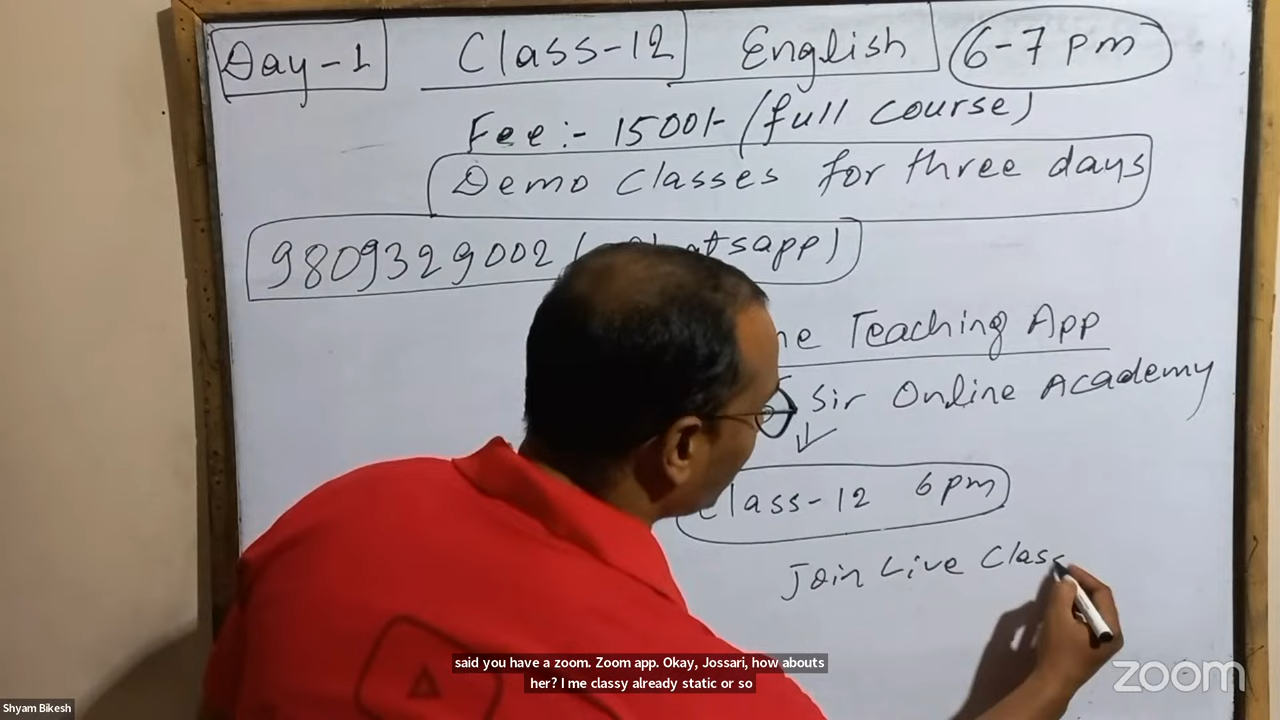 Day-1 Class-12 English 6-7 pm
Fee:- 1500/- (full course)
Demo Classes for three days
9809329002 (
Teaching App
Sir Online Academy
Class-12 6pm
Join Live Class
said you have a zoom. Zoom app. Okay, Jossari, how abouts
her? I me classy already static or so
Shyam Bikesh
zoom